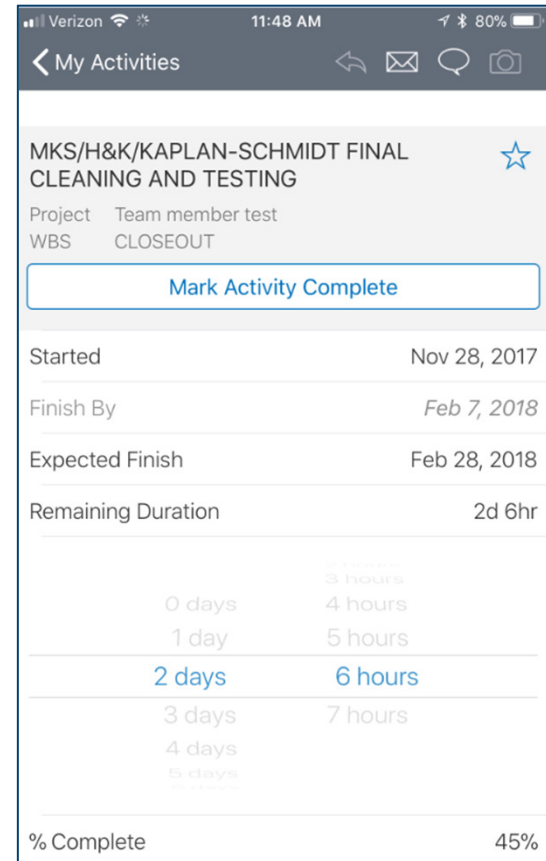 Verizon 11:48 AM 80%
My Activities
MKS/H&K/KAPLAN-SCHMIDT FINAL
CLEANING AND TESTING
Project Team member test
WBS CLOSEOUT
Mark Activity Complete
Started Nov 28, 2017
Finish By Feb 7, 2018
Expected Finish Feb 28, 2018
Remaining Duration 2d 6hr
3 hours
0 days 4 hours
1 day 5 hours
2 days 6 hours
3 days 7 hours
4 days
5 days
% Complete 45%